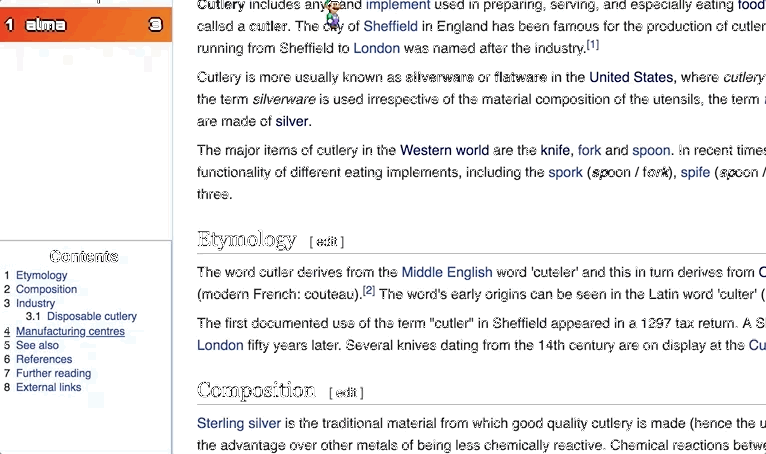 1 alma 3
Contents
1 Etymology
2 Composition
3 Industry
3.1 Disposable cutlery
4 Manufacturing centres
5 See also
6 References
7 Further reading
8 External links
Cutlery includes any hand implement used in preparing, serving, and especially eating food
called a cutler. The city of Sheffield in England has been famous for the production of cutler
running from Sheffield to London was named after the industry.[1]
Cutlery is more usually known as silverware or flatware in the United States, where cutlery
the term silverware is used irrespective of the material composition of the utensils, the term
are made of silver.
The major items of cutlery in the Western world are the knife, fork and spoon. In recent times
functionality of different eating implements, including the spork (spoon / fork), spife (spoon /
three.
Etymology [ edit ]
The word cutler derives from the Middle English word 'cuteler' and this in turn derives from O
(modern French: couteau).[2] The word's early origins can be seen in the Latin word 'culter' (
The first documented use of the term "cutler" in Sheffield appeared in a 1297 tax return. A S
London fifty years later. Several knives dating from the 14th century are on display at the Cu
Composition [ edit ]
Sterling silver is the traditional material from which good quality cutlery is made (hence the u
the advantage over other metals of being less chemically reactive. Chemical reactions betwe